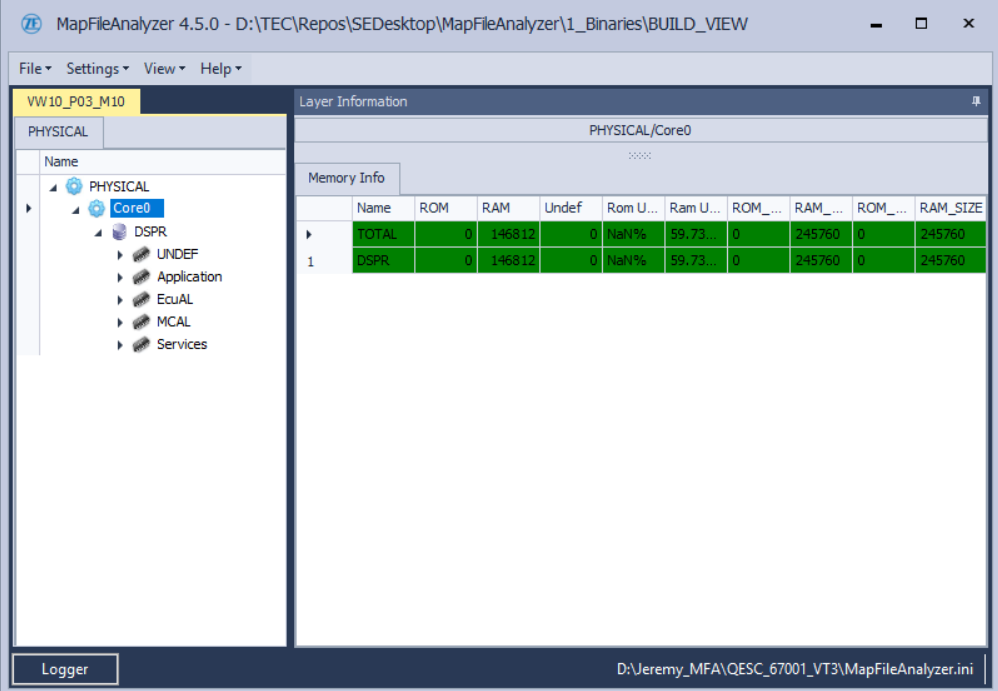 ZF MapFileAnalyzer 4.5.0 - D:\TEC\Repos\SEDesktop\MapFileAnalyzer\1_Binaries\BUILD_VIEW
File Settings View Help
VW10_P03_M10
PHYSICAL
Name
PHYSICAL
Core0
DSPR
UNDEF
Application
EcuAL
MCAL
Services
Layer Information
PHYSICAL/Core0
Memory Info
Name ROM RAM Undef Rom U... Ram U... ROM_... RAM_... ROM_... RAM_SIZE
TOTAL 0 146812 0 NaN% 59.73... 0 245760 0 245760
1 DSPR 0 146812 0 NaN% 59.73... 0 245760 0 245760
Logger D:\Jeremy_MFA\QESC_67001_VT3\MapFileAnalyzer.ini